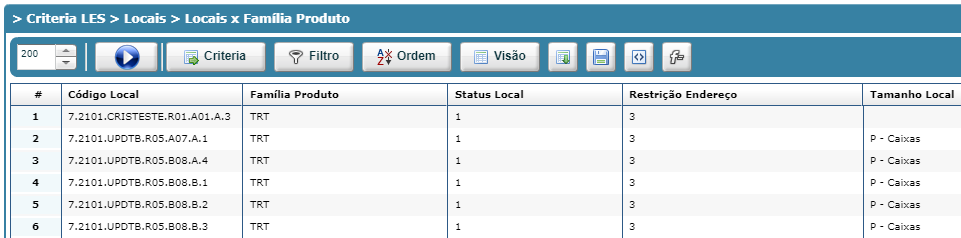 > Criteria LES > Locais > Locais x Família Produto
200 Criteria Filtro Ordem Visão
# Código Local Família Produto Status Local Restrição Endereço Tamanho Local
1 7.2101.CRISTESTE.R01.A01.A.3 TRT 1 3
2 7.2101.UPDTB.R05.A07.A.1 TRT 1 3 P - Caixas
3 7.2101.UPDTB.R05.B08.A.4 TRT 1 3 P - Caixas
4 7.2101.UPDTB.R05.B08.B.1 TRT 1 3 P - Caixas
5 7.2101.UPDTB.R05.B08.B.2 TRT 1 3 P - Caixas
6 7.2101.UPDTB.R05.B08.B.3 TRT 1 3 P - Caixas